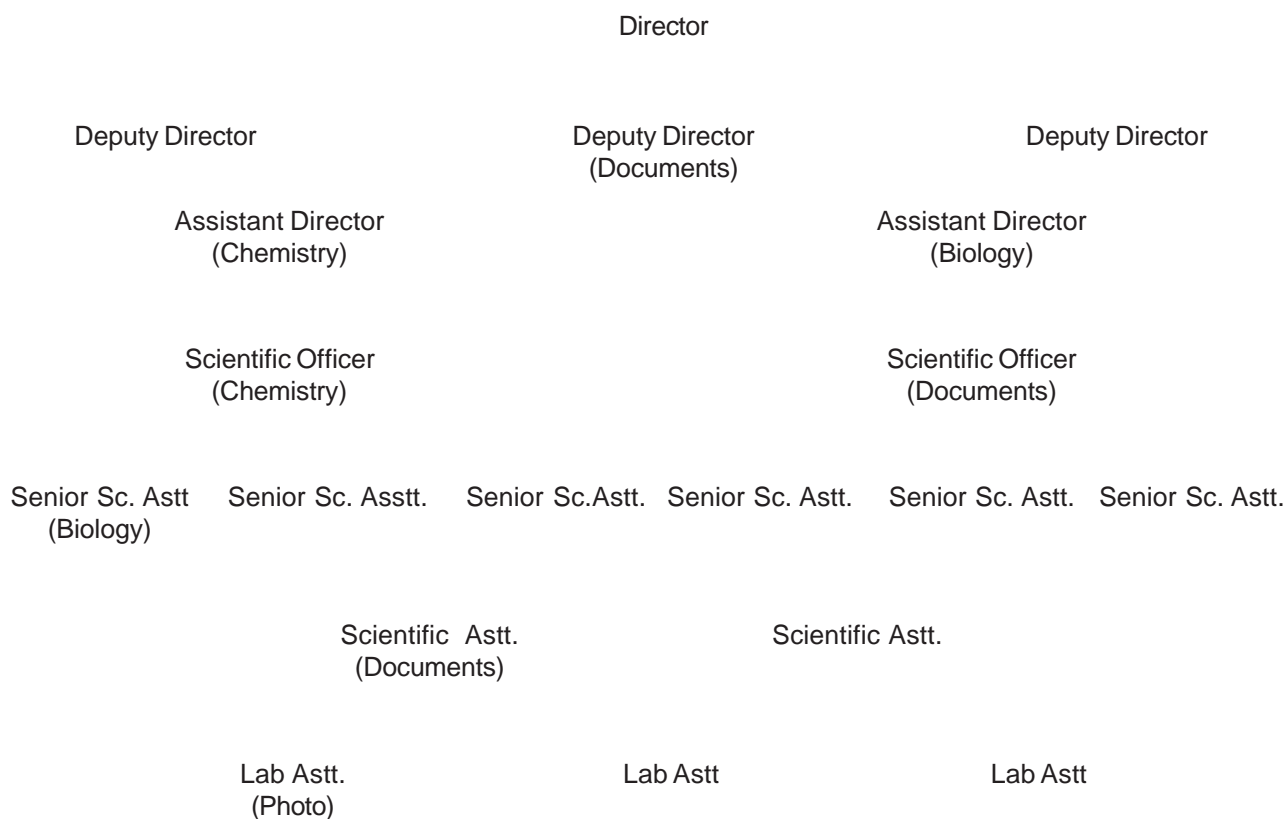 Director
Deputy Director Deputy Director Deputy Director
(Documents)
Assistant Director Assistant Director
(Chemistry) (Biology)
Scientific Officer Scientific Officer
(Chemistry) (Documents)
Senior Sc. Astt Senior Sc. Asstt. Senior Sc.Astt. Senior Sc. Astt. Senior Sc. Astt. Senior Sc. Astt.
(Biology)
Scientific Astt. Scientific Astt.
(Documents)
Lab Astt. Lab Astt Lab Astt
(Photo)